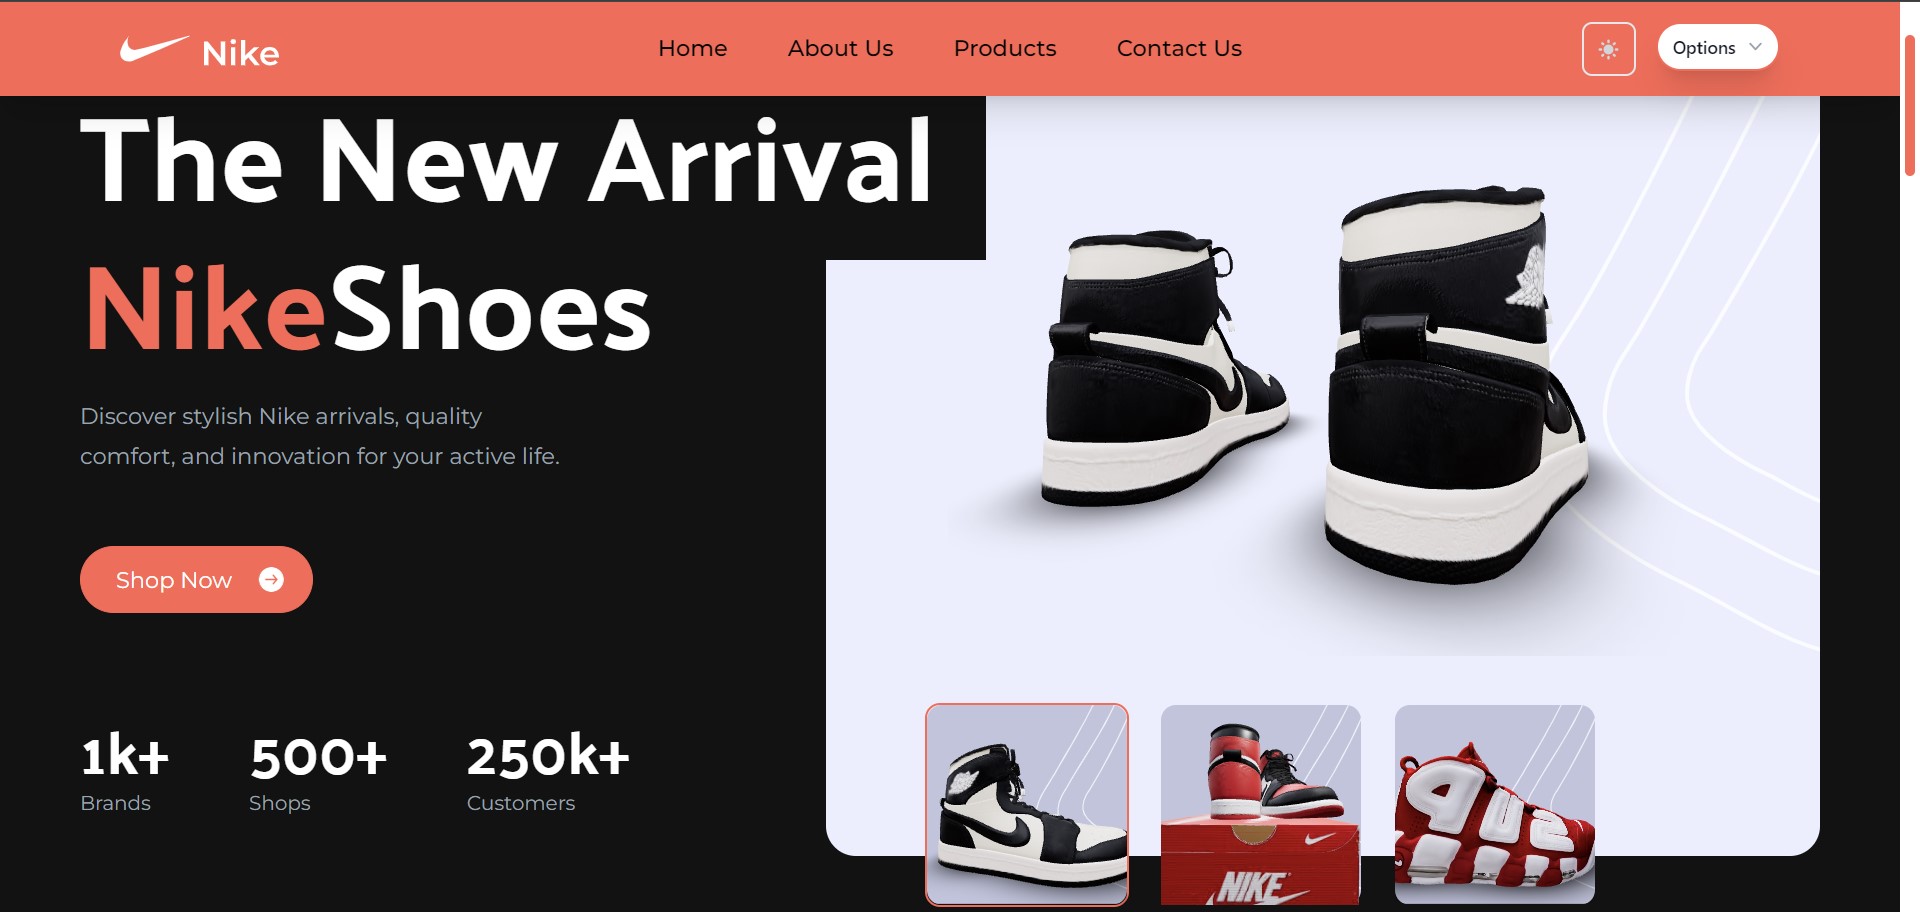 Nike
Home
About Us
Products
Contact Us
Options
The New Arrival
NikeShoes
Discover stylish Nike arrivals, quality
comfort, and innovation for your active life.
Shop Now
1k+
500+
250k+
Brands
Shops
Customers
NIKE